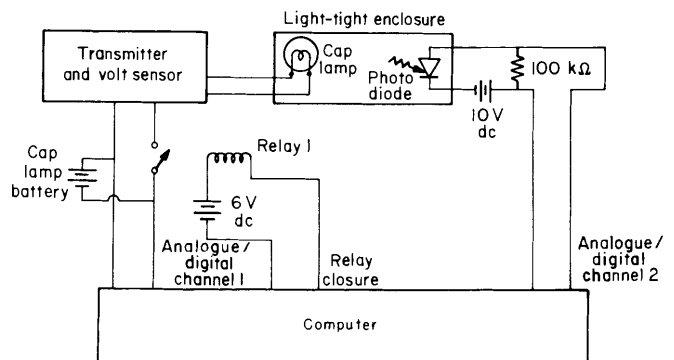 Light-tight enclosure
Transmitter
and volt sensor
Cap
lamp
Photo
diode
100 kΩ
10 V
dc
Cap
lamp
battery
Relay 1
6 V
dc
Analogue/
digital
channel 1
Relay
closure
Analogue/
digital
channel 2
Computer